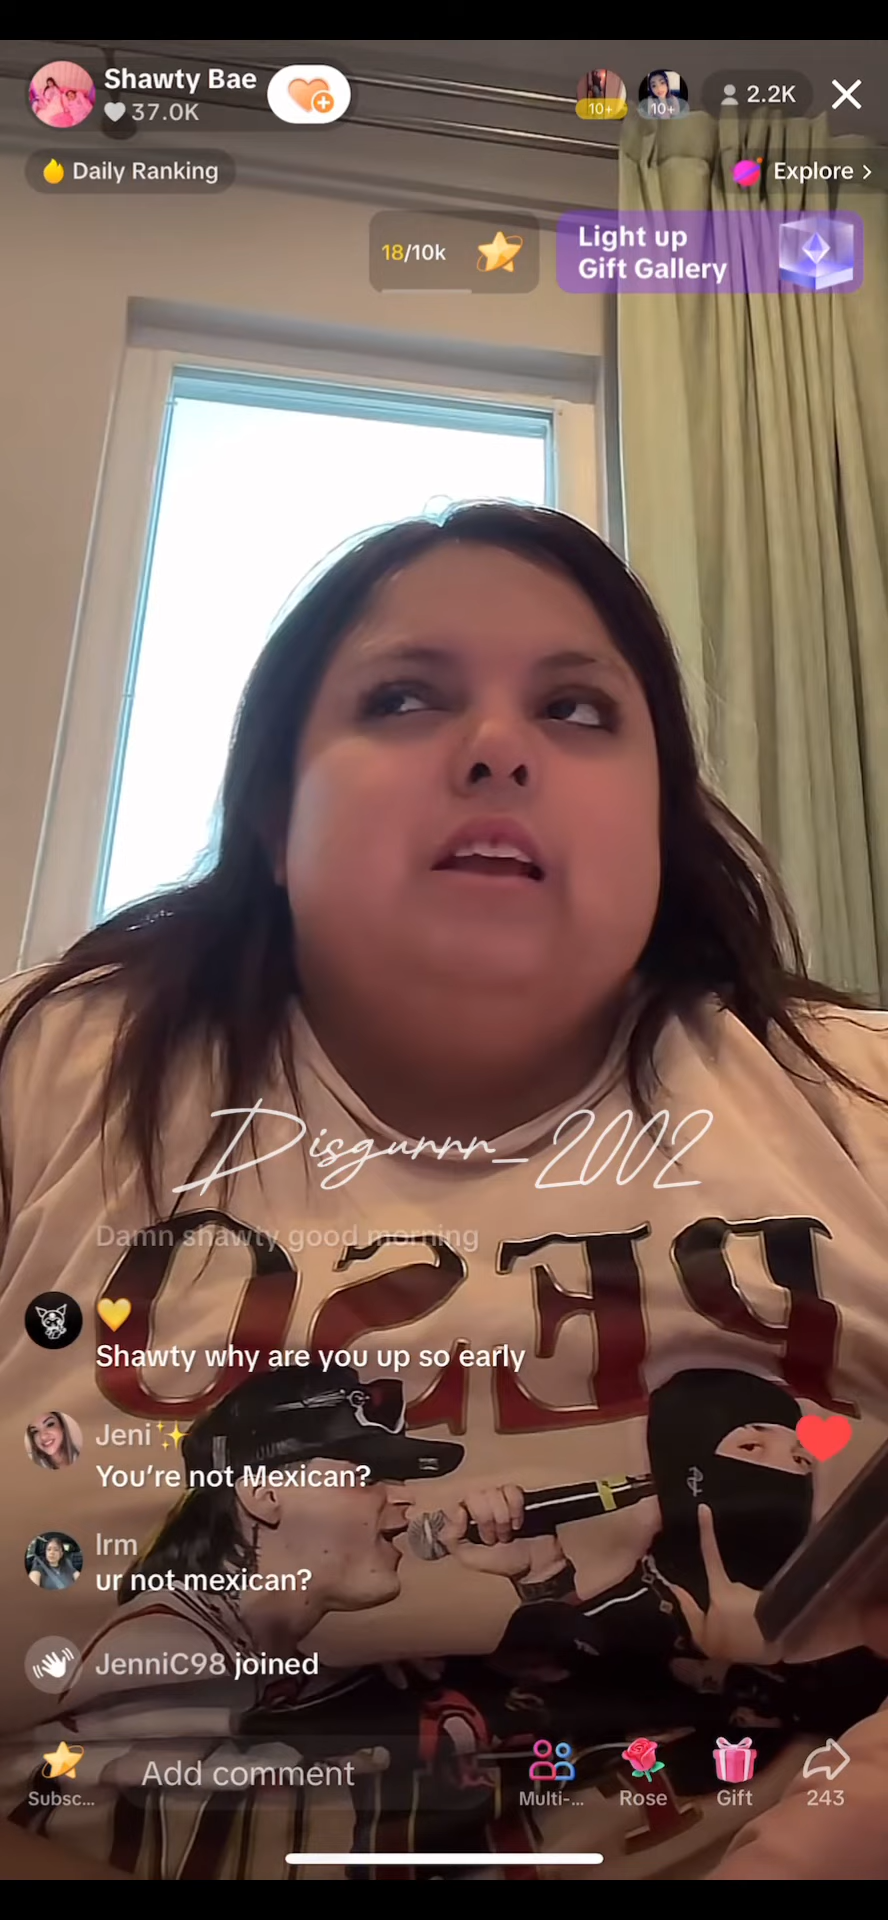 Shawty Bae
37.0K
10+
10+
2.2K
Daily Ranking
Explore >
18/10k
Light up
Gift Gallery
Disgurrr_2002
Damn shawty good morning
PESO
💛
Shawty why are you up so early
Jeni✨
You’re not Mexican?
Irm
ur not mexican?
JenniC98 joined
Subsc...
Add comment
Multi-...
Rose
Gift
243